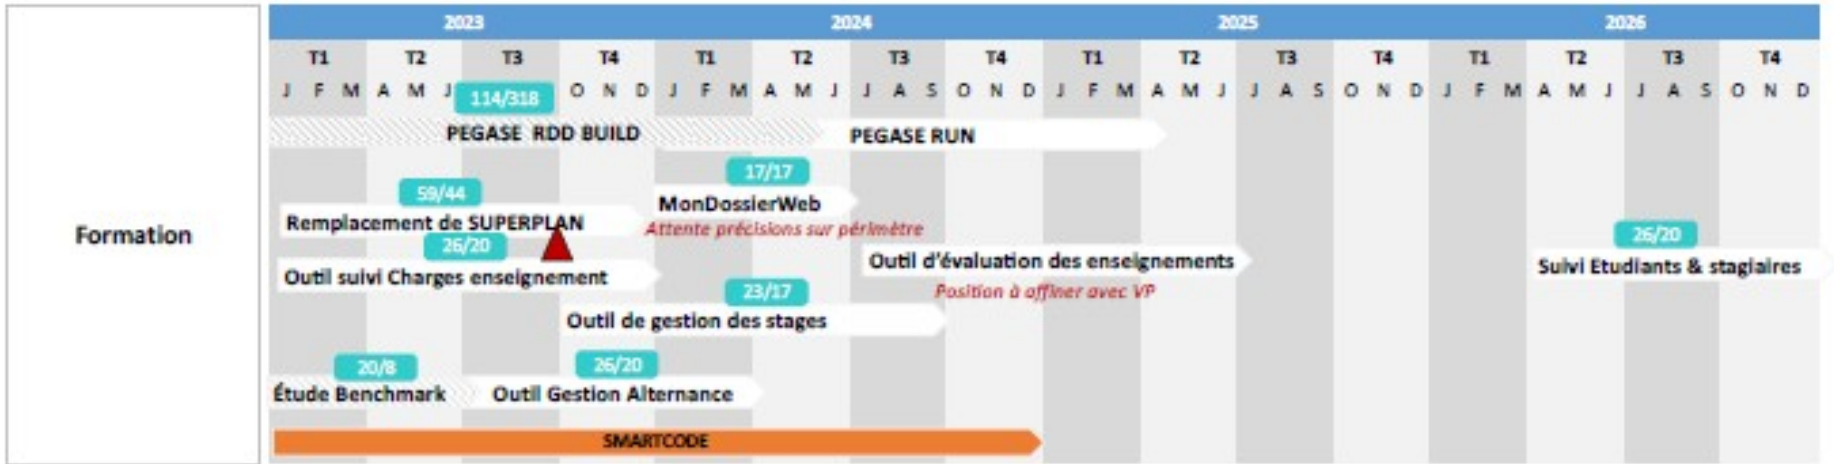 2023 2024 2025 2026
T1 T2 T3 T4 T1 T2 T3 T4 T1 T2 T3 T4 T1 T2 T3 T4
J F M A M J 114/318 O N D J F M A M J J A S O N D J F M A M J J A S O N D J F M A M J J A S O N D
PEGASE RDD BUILD PEGASE RUN
17/17
59/44
MonDossierWeb
Remplacement de SUPERPLAN
Attente précisions sur périmètre
Formation
26/20
26/20
Outil d'évaluation des enseignements
Suivi Etudiants & stagiaires
Outil suivi Charges enseignement
23/17
Position à affiner avec VP
Outil de gestion des stages
20/8
26/20
Étude Benchmark
Outil Gestion Alternance
SMARTCODE